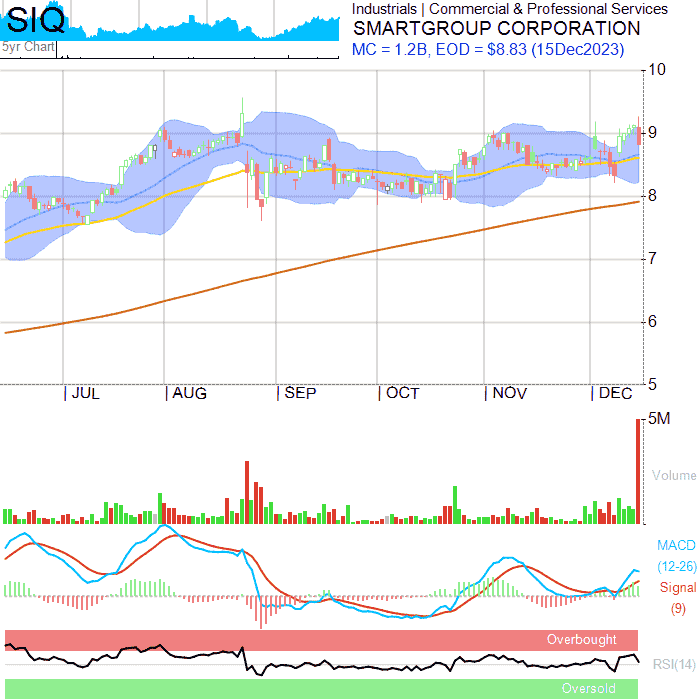 SIQ
5yr Chart
Industrials | Commercial & Professional Services
SMARTGROUP CORPORATION
MC = 1.2B, EOD = $8.83 (15Dec2023)
10
9
8
7
6
5
| JUL | AUG | SEP | OCT | NOV | DEC
5M
Volume
MACD
(12-26)
Signal
(9)
Overbought
RSI(14)
Oversold